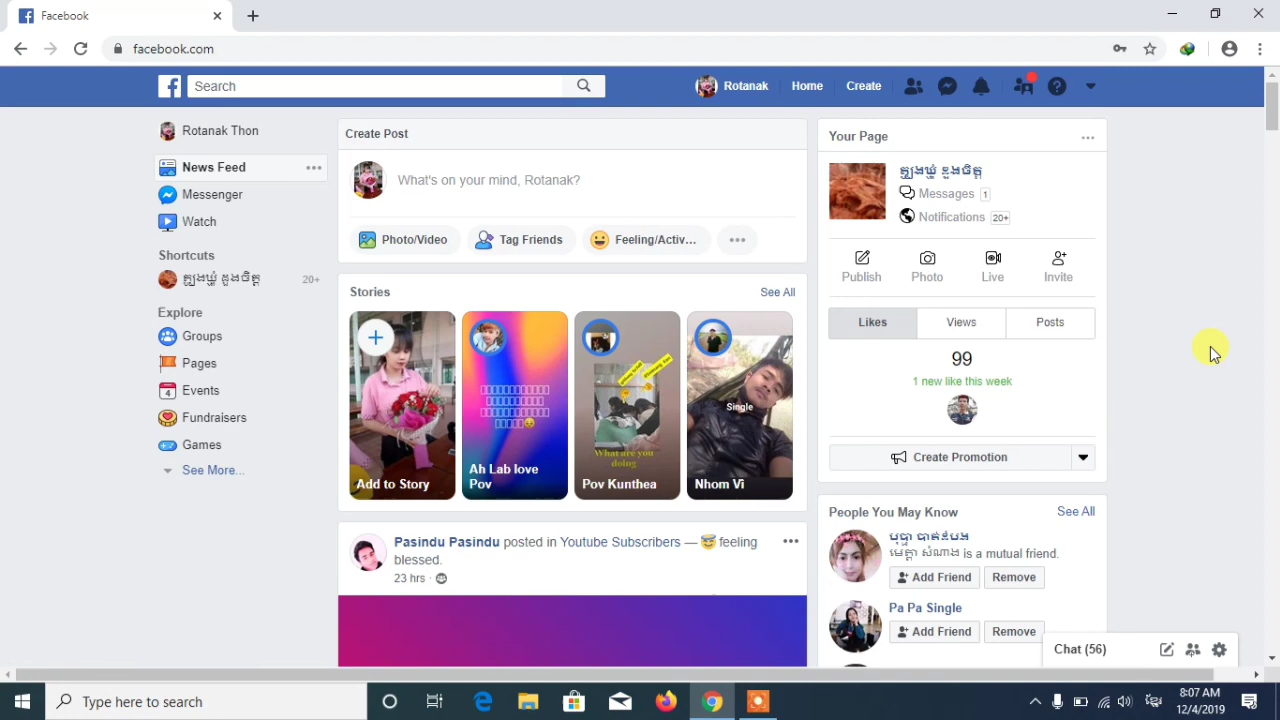 Facebook
facebook.com
Search
Rotanak
Home
Create
Rotanak Thon
News Feed
Messenger
Watch
Shortcuts
20+
Explore
Groups
Pages
4
Events
Fundraisers
Games
See More...
Create Post
What's on your mind, Rotanak?
Photo/Video
Tag Friends
Feeling/Activ...
Stories
See All
Add to Story
Ah Lab love
Pov
What are you
doing
Pov Kunthea
Single
Nhom Vi
Pasindu Pasindu posted in Youtube Subscribers — 😇 feeling
blessed.
23 hrs ·
Your Page
Messages 1
Notifications 20+
Publish
Photo
Live
Invite
Likes
Views
Posts
99
1 new like this week
Create Promotion
People You May Know
See All
is a mutual friend.
Add Friend
Remove
Pa Pa Single
Add Friend
Remove
Chat (56)
Type here to search
8:07 AM
12/4/2019